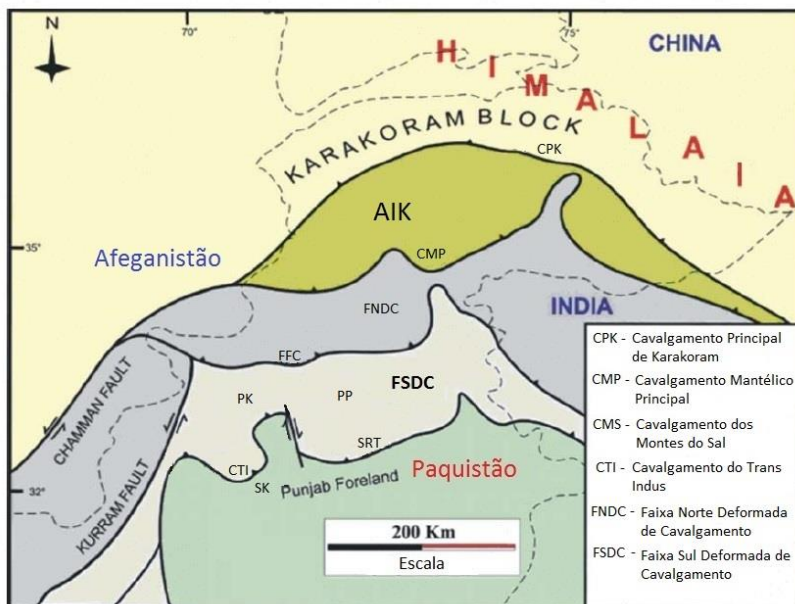 70°
75°
N
CHINA
HIMALAIA
KARAKORAM BLOCK
CPK
AIK
35°
Afeganistão
CMP
INDIA
FNDC
FFC
FSDC
PK
PP
CHAMMAN FAULT
SRT
CTI
Paquistão
SK
Punjab Foreland
32°
KURRAM FAULT
200 Km
Escala
CPK - Cavalgamento Principal
de Karakoram
CMP - Cavalgamento Mantélico
Principal
CMS - Cavalgamento dos
Montes do Sal
CTI - Cavalgamento do Trans
Indus
FNDC - Faixa Norte Deformada
de Cavalgamento
FSDC - Faixa Sul Deformada de
Cavalgamento